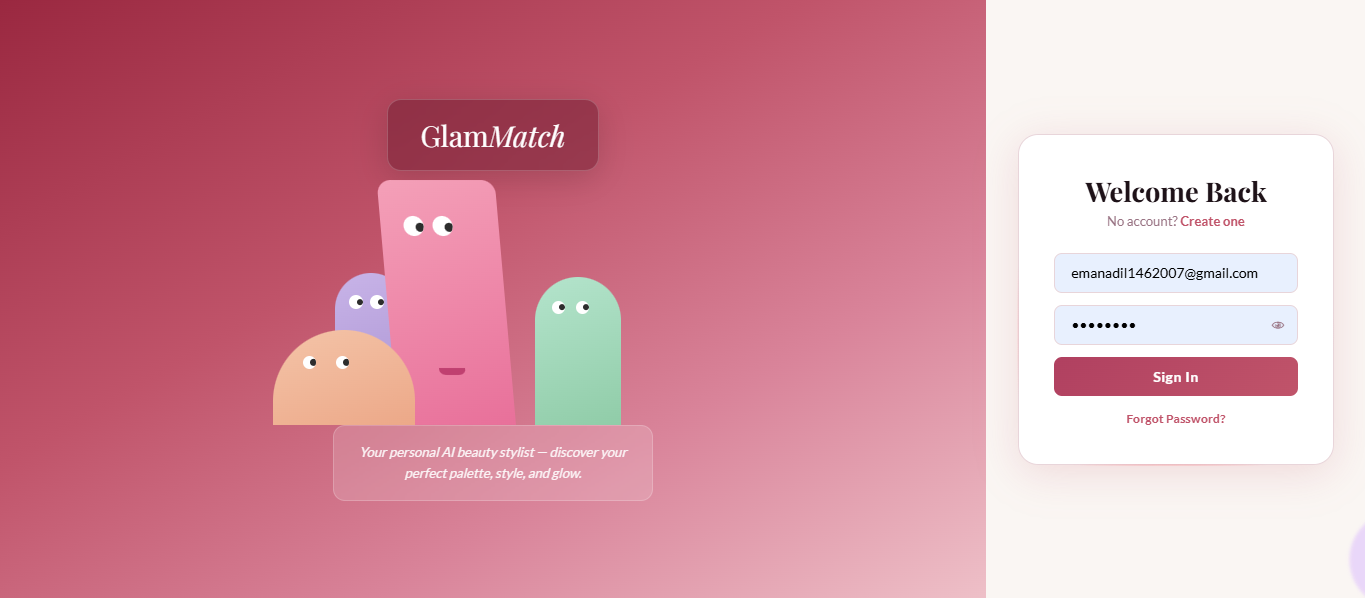 GlamMatch
Your personal AI beauty stylist — discover your
perfect palette, style, and glow.
Welcome Back
No account? Create one
emanadil1462007@gmail.com
••••••••
Sign In
Forgot Password?